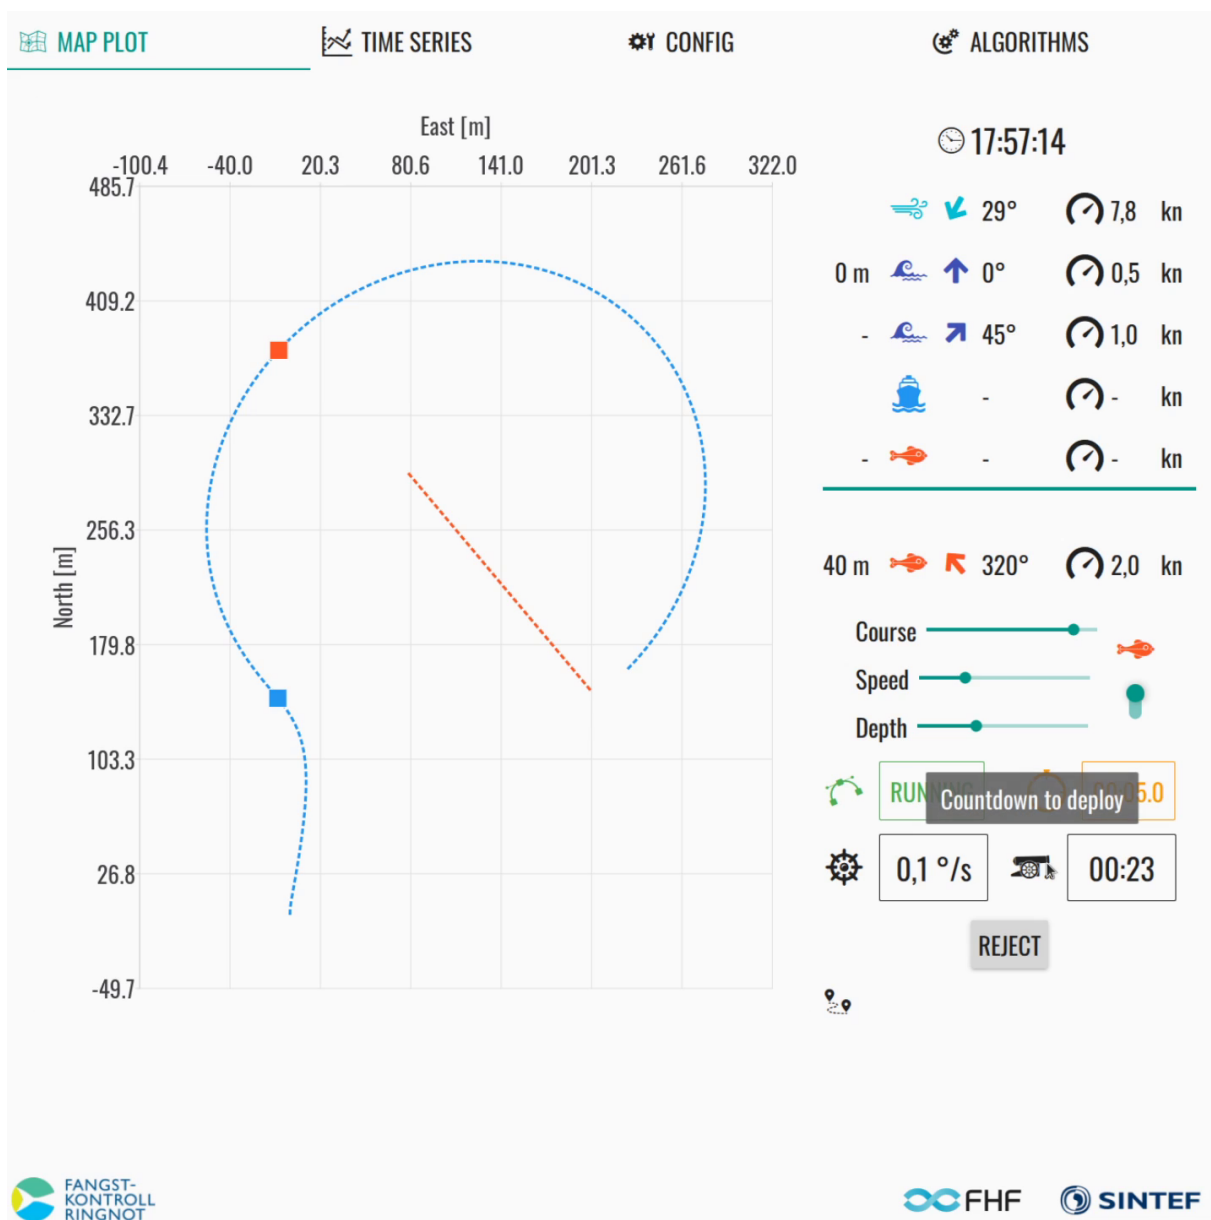 MAP PLOT TIME SERIES CONFIG ALGORITHMS
East [m]
-100.4 -40.0 20.3 80.6 141.0 201.3 261.6 322.0
485.7
409.2
332.7
256.3
179.8
103.3
26.8
-49.7
North [m]
17:57:14
29° 7,8 kn
0 m 0° 0,5 kn
- 45° 1,0 kn
- - kn
- - - kn
40 m 320° 2,0 kn
Course
Speed
Depth
Countdown to deploy
0,1 °/s 00:23
REJECT
FANGST-
KONTROLL
RINGNOT
FHF SINTEF